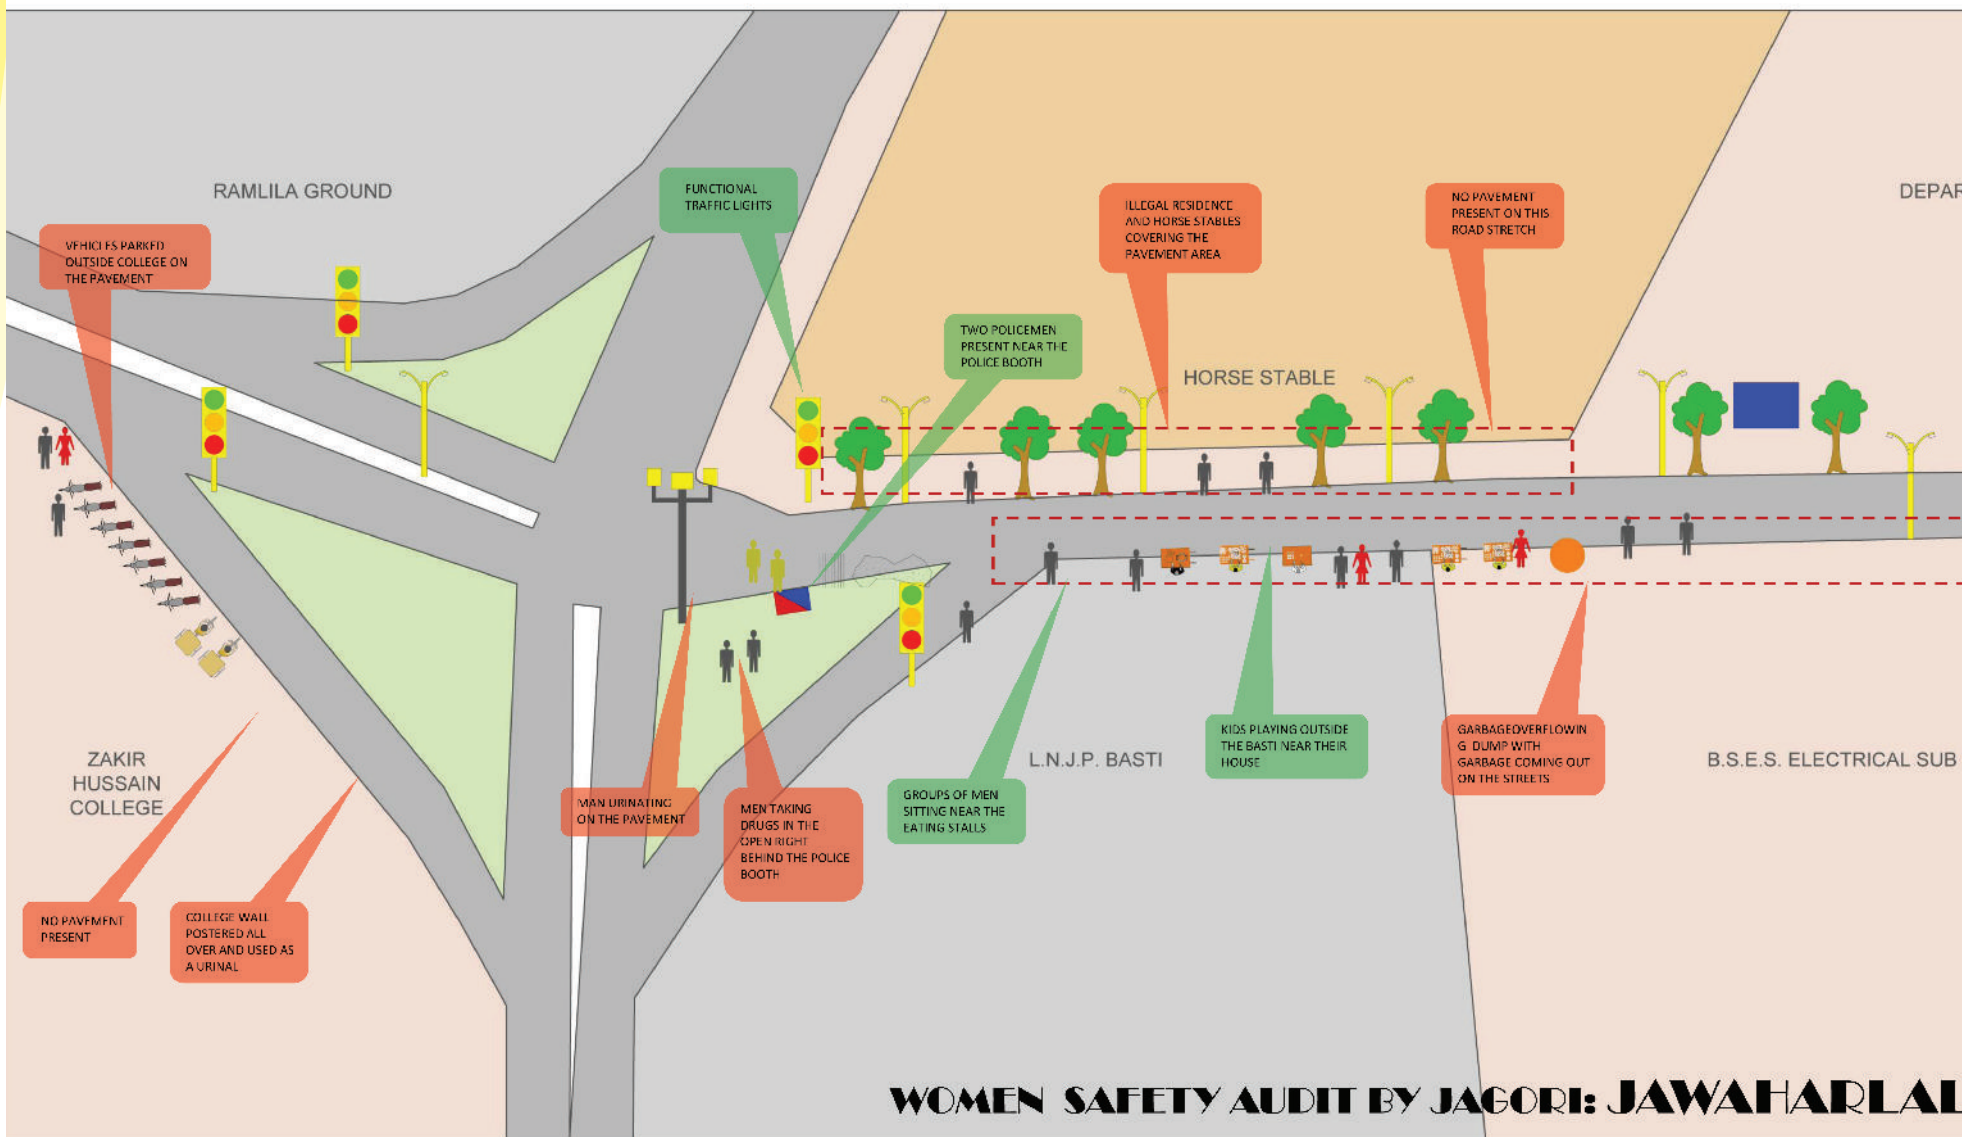 RAMLILA GROUND
DEPAR
FUNCTIONAL
TRAFFIC LIGHTS
ILLEGAL RESIDENCE
AND HORSE STABLES
COVERING THE
PAVEMENT AREA
NO PAVEMENT
PRESENT ON THIS
ROAD STRETCH
VEHICLES PARKED
OUTSIDE COLLEGE ON
THE PAVEMENT
TWO POLICEMEN
PRESENT NEAR THE
POLICE BOOTH
HORSE STABLE
ZAKIR
HUSSAIN
COLLEGE
L.N.J.P. BASTI
KIDS PLAYING OUTSIDE
THE BASTI NEAR THEIR
HOUSE
GARBAGEOVERFLOWIN
G DUMP WITH
GARBAGE COMING OUT
ON THE STREETS
B.S.E.S. ELECTRICAL SUB
MAN URINATING
ON THE PAVEMENT
MEN TAKING
DRUGS IN THE
OPEN RIGHT
BEHIND THE POLICE
BOOTH
GROUPS OF MEN
SITTING NEAR THE
EATING STALLS
NO PAVEMENT
PRESENT
COLLEGE WALL
POSTERED ALL
OVER AND USED AS
A URINAL
WOMEN SAFETY AUDIT BY JAGORI: JAWAHARLAL